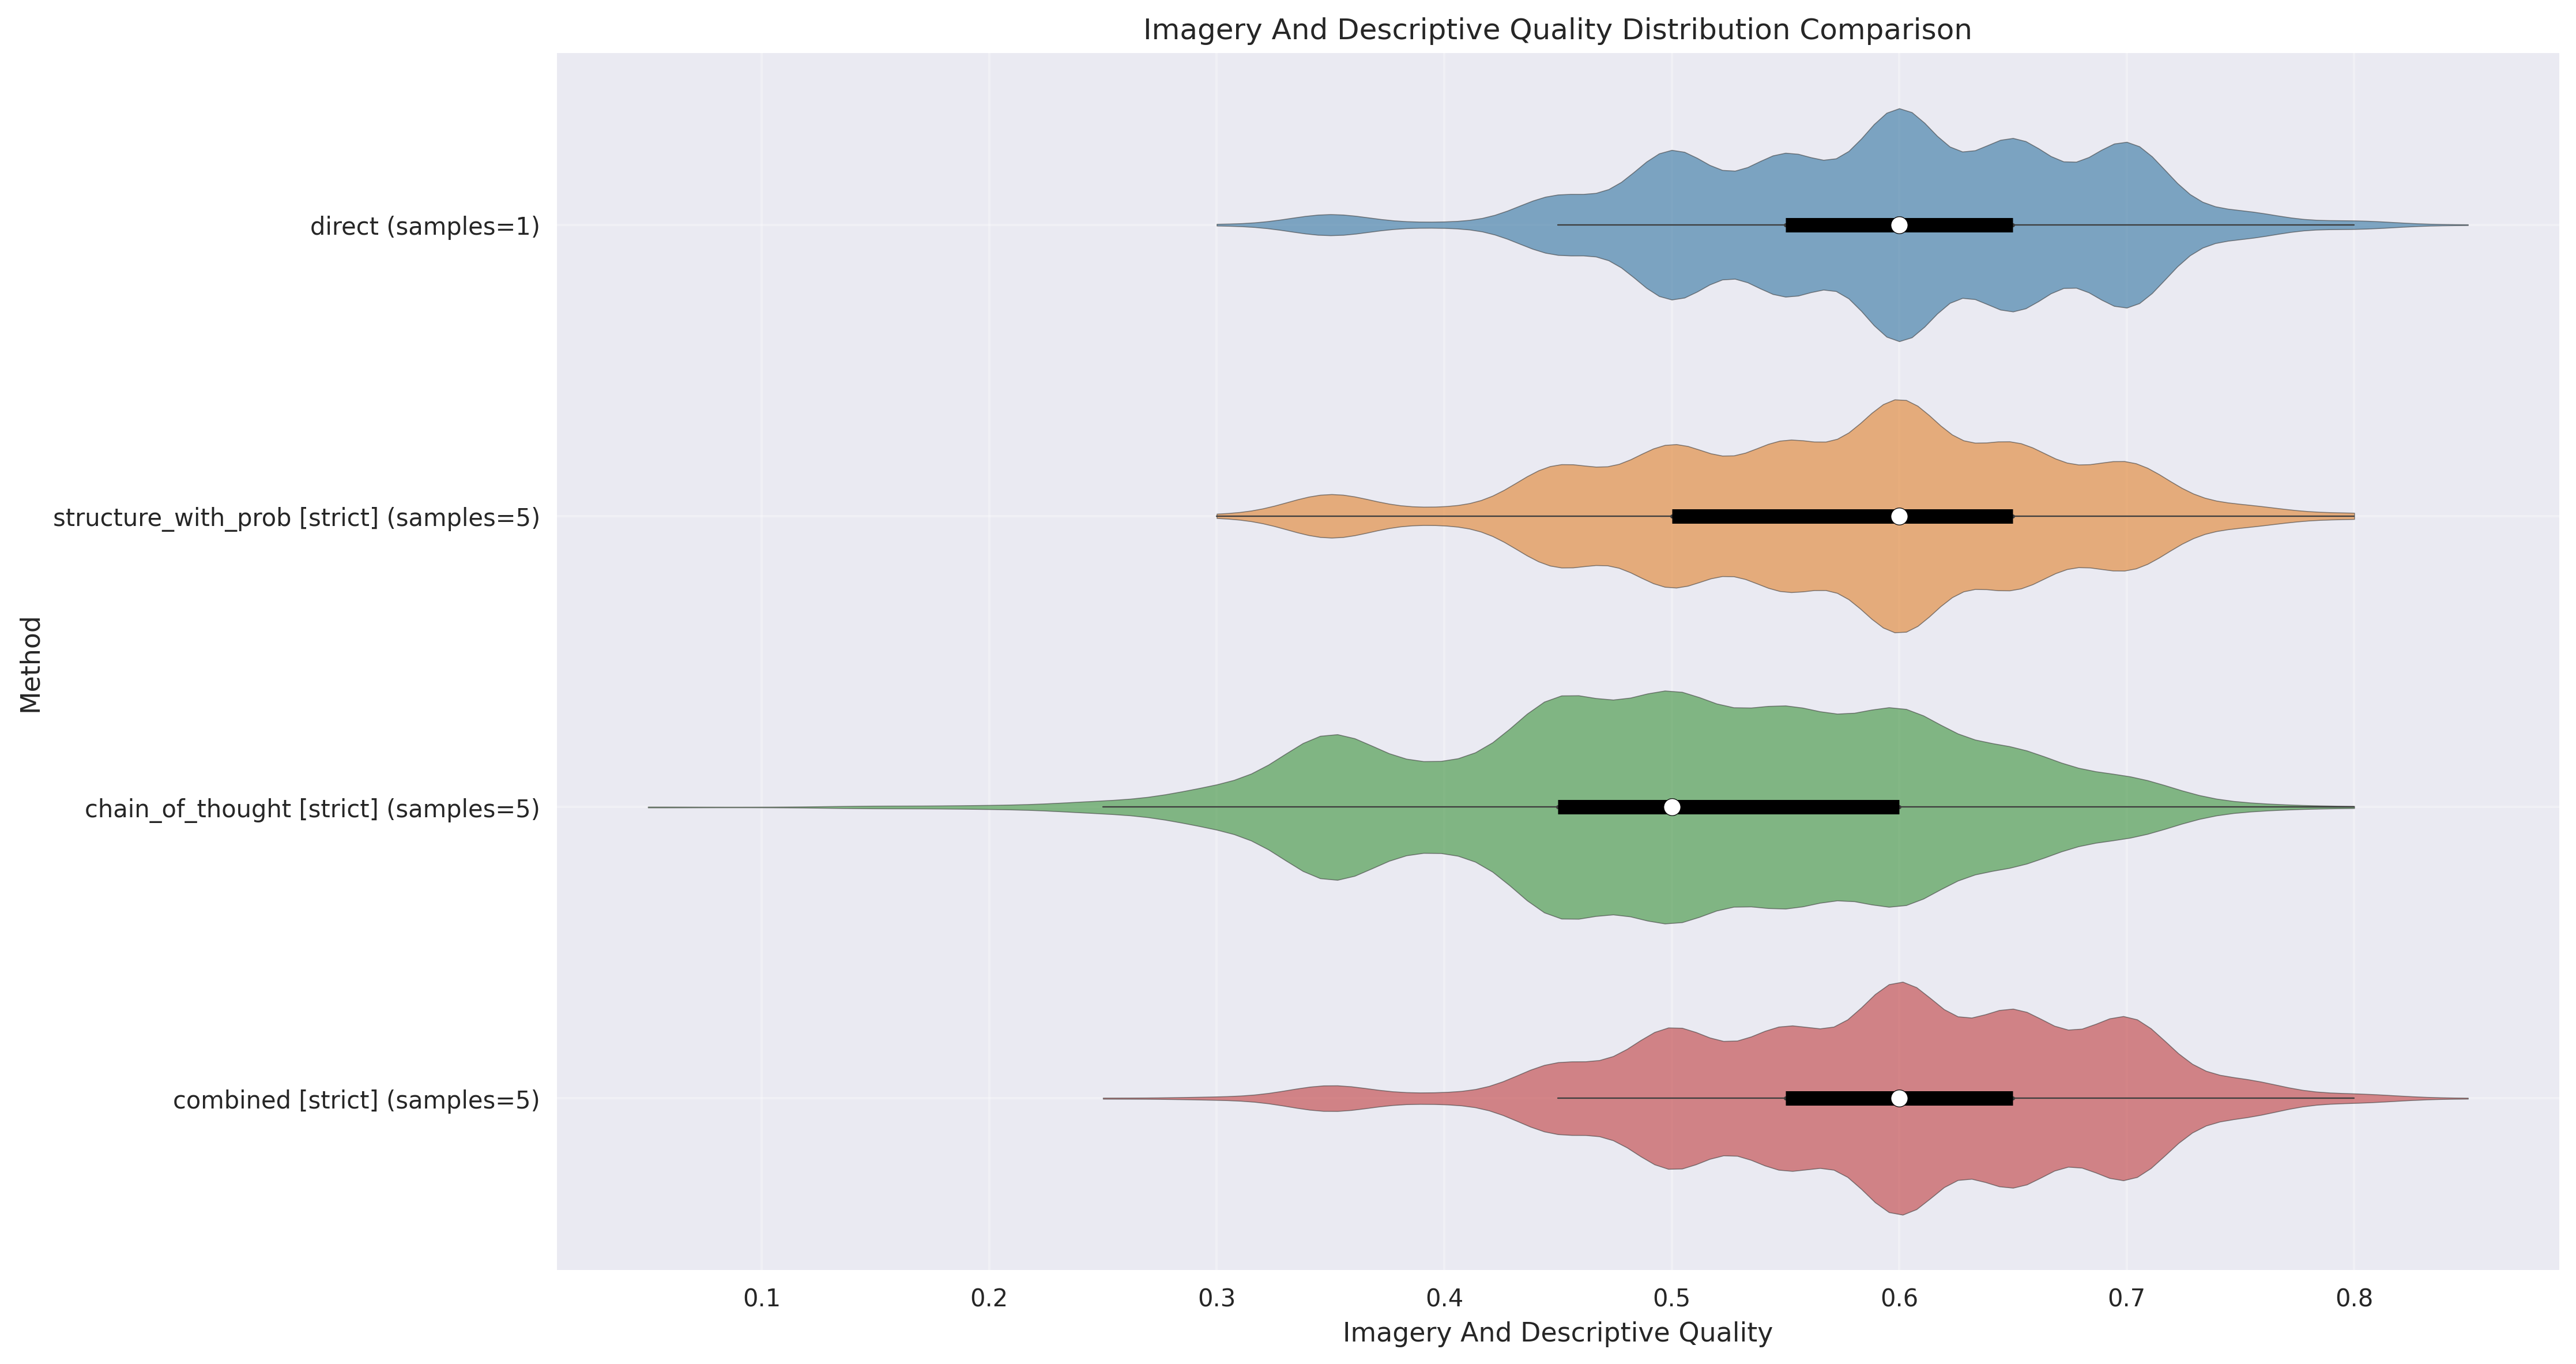 Imagery And Descriptive Quality Distribution Comparison
direct (samples=1)
structure_with_prob [strict] (samples=5)
chain_of_thought [strict] (samples=5)
combined [strict] (samples=5)
Method
0.1 0.2 0.3 0.4 0.5 0.6 0.7 0.8
Imagery And Descriptive Quality